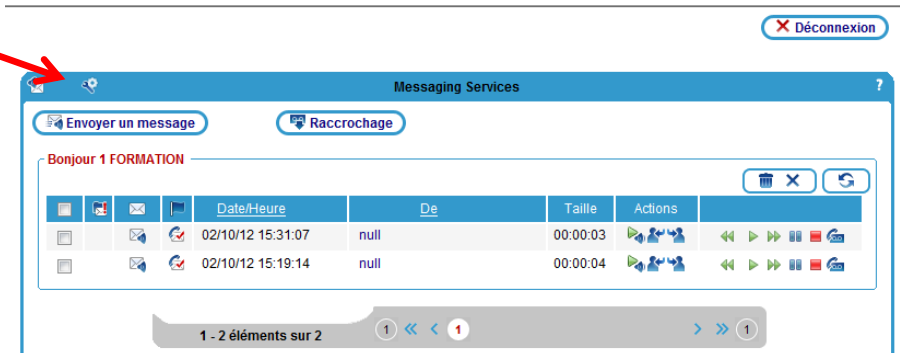 Déconnexion
Messaging Services ?
Envoyer un message Raccrochage
Bonjour 1 FORMATION
Date/Heure De Taille Actions
02/10/12 15:31:07 null 00:00:03
02/10/12 15:19:14 null 00:00:04
1 - 2 éléments sur 2 1 « < 1 > » 1